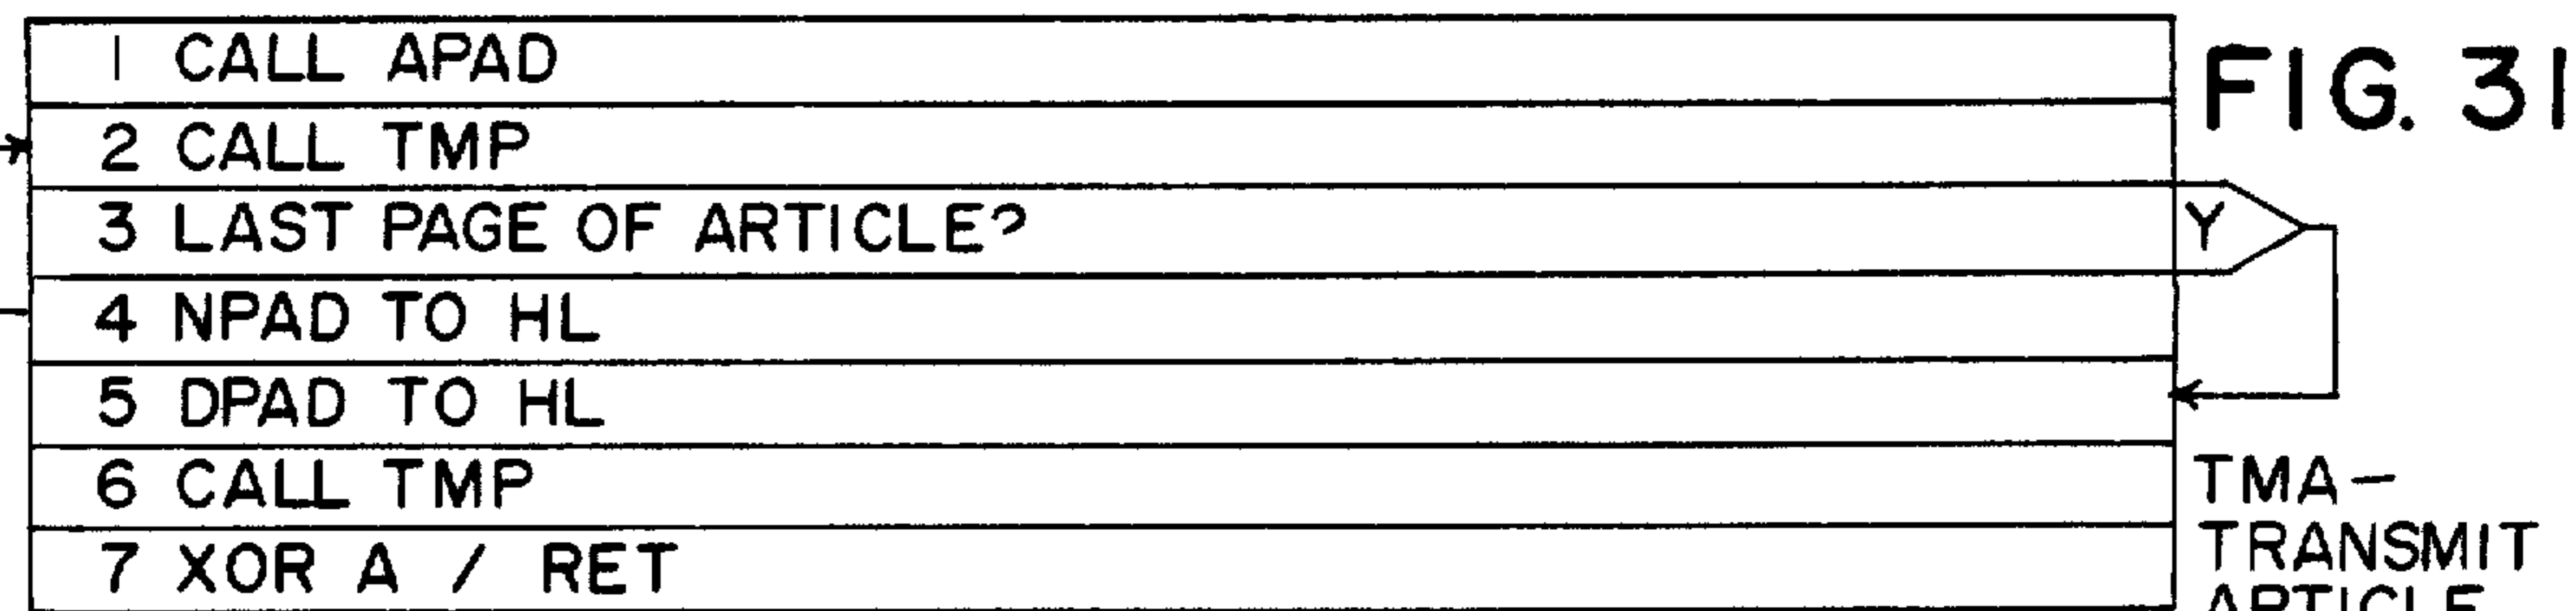 1 CALL APAD
2 CALL TMP
3 LAST PAGE OF ARTICLE?
Y
4 NPAD TO HL
5 DPAD TO HL
6 CALL TMP
7 XOR A / RET
FIG. 31
TMA-
TRANSMIT
ARTICLE